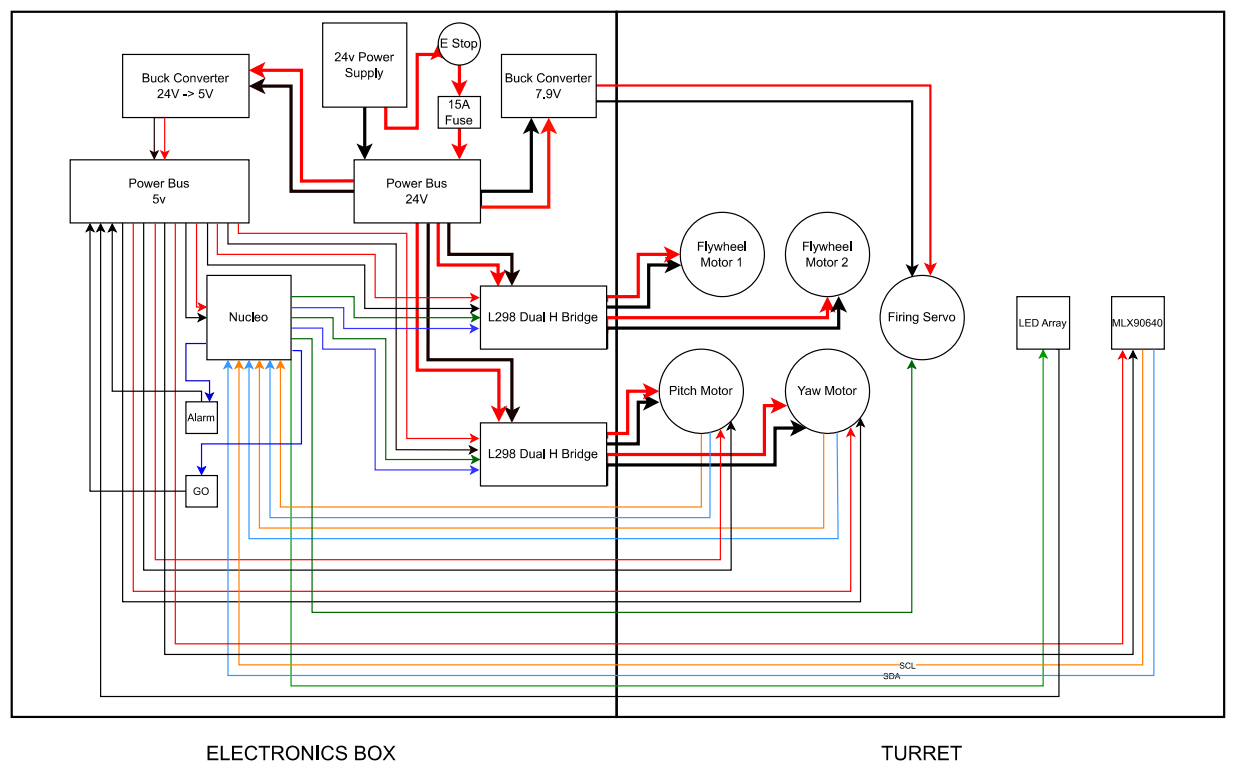 24v Power
Supply
E Stop
Buck Converter
24V -> 5V
Buck Converter
7.9V
15A
Fuse
Power Bus
5v
Power Bus
24V
Flywheel
Motor 1
Flywheel
Motor 2
Nucleo
L298 Dual H Bridge
Firing Servo
LED Array
MLX90640
Pitch Motor
Yaw Motor
Alarm
L298 Dual H Bridge
GO
SCL
SDA
ELECTRONICS BOX
TURRET